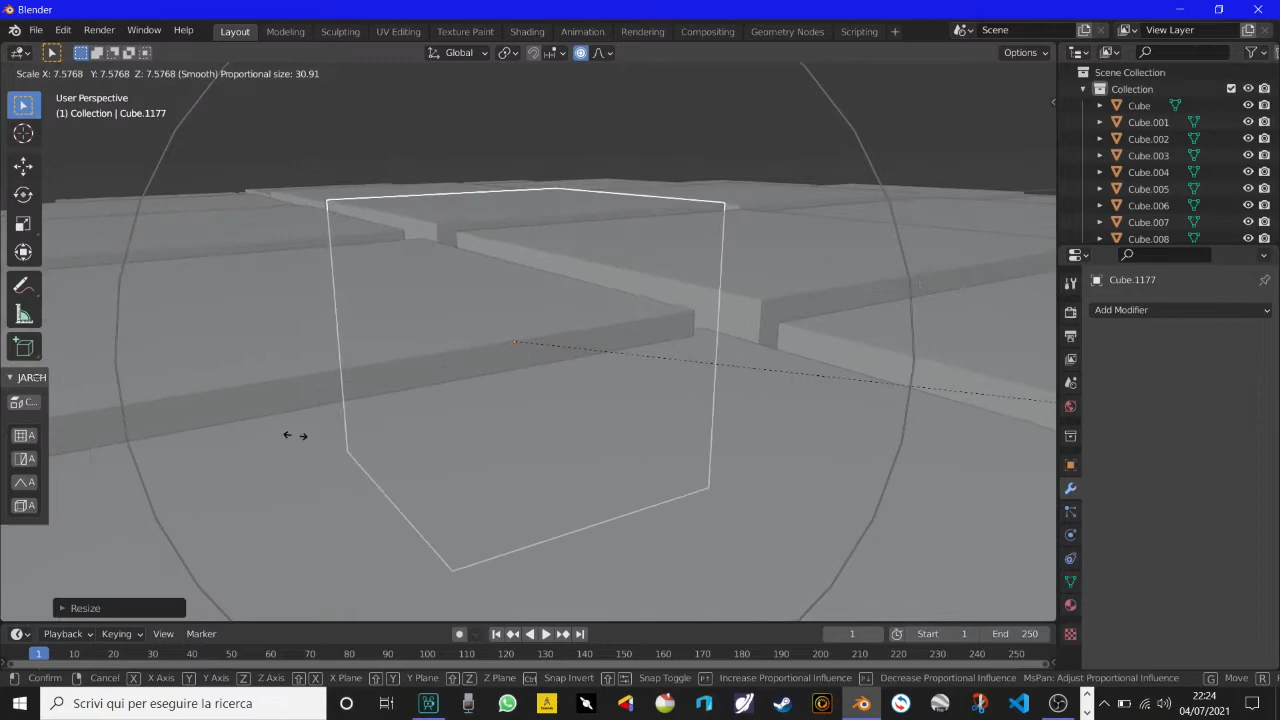 Blender
File Edit Render Window Help
Layout Modeling Sculpting UV Editing Texture Paint Shading Animation Rendering Compositing Geometry Nodes Scripting +
Scene
View Layer
Global
Options
Scale X: 7.5768 Y: 7.5768 Z: 7.5768 (Smooth) Proportional size: 30.91
User Perspective
(1) Collection | Cube.1177
Scene Collection
Collection
Cube
Cube.001
Cube.002
Cube.003
Cube.004
Cube.005
Cube.006
Cube.007
Cube.008
Cube.1177
Add Modifier
JARCH
C...
A
A
A
A
Resize
Playback Keying View Marker
1
Start 1
End 250
1 10 20 30 40 50 60 70 80 90 100 110 120 130 140 150 160 170 180 190 200 210 220 230 240 250
Confirm Cancel X X Axis Y Y Axis Z Z Axis X X Plane Y Y Plane Z Z Plane Ctrl Snap Invert Snap Toggle Increase Proportional Influence Decrease Proportional Influence MsPan: Adjust Proportional Influence G Move R
Scrivi qui per eseguire la ricerca
22:24
04/07/2021